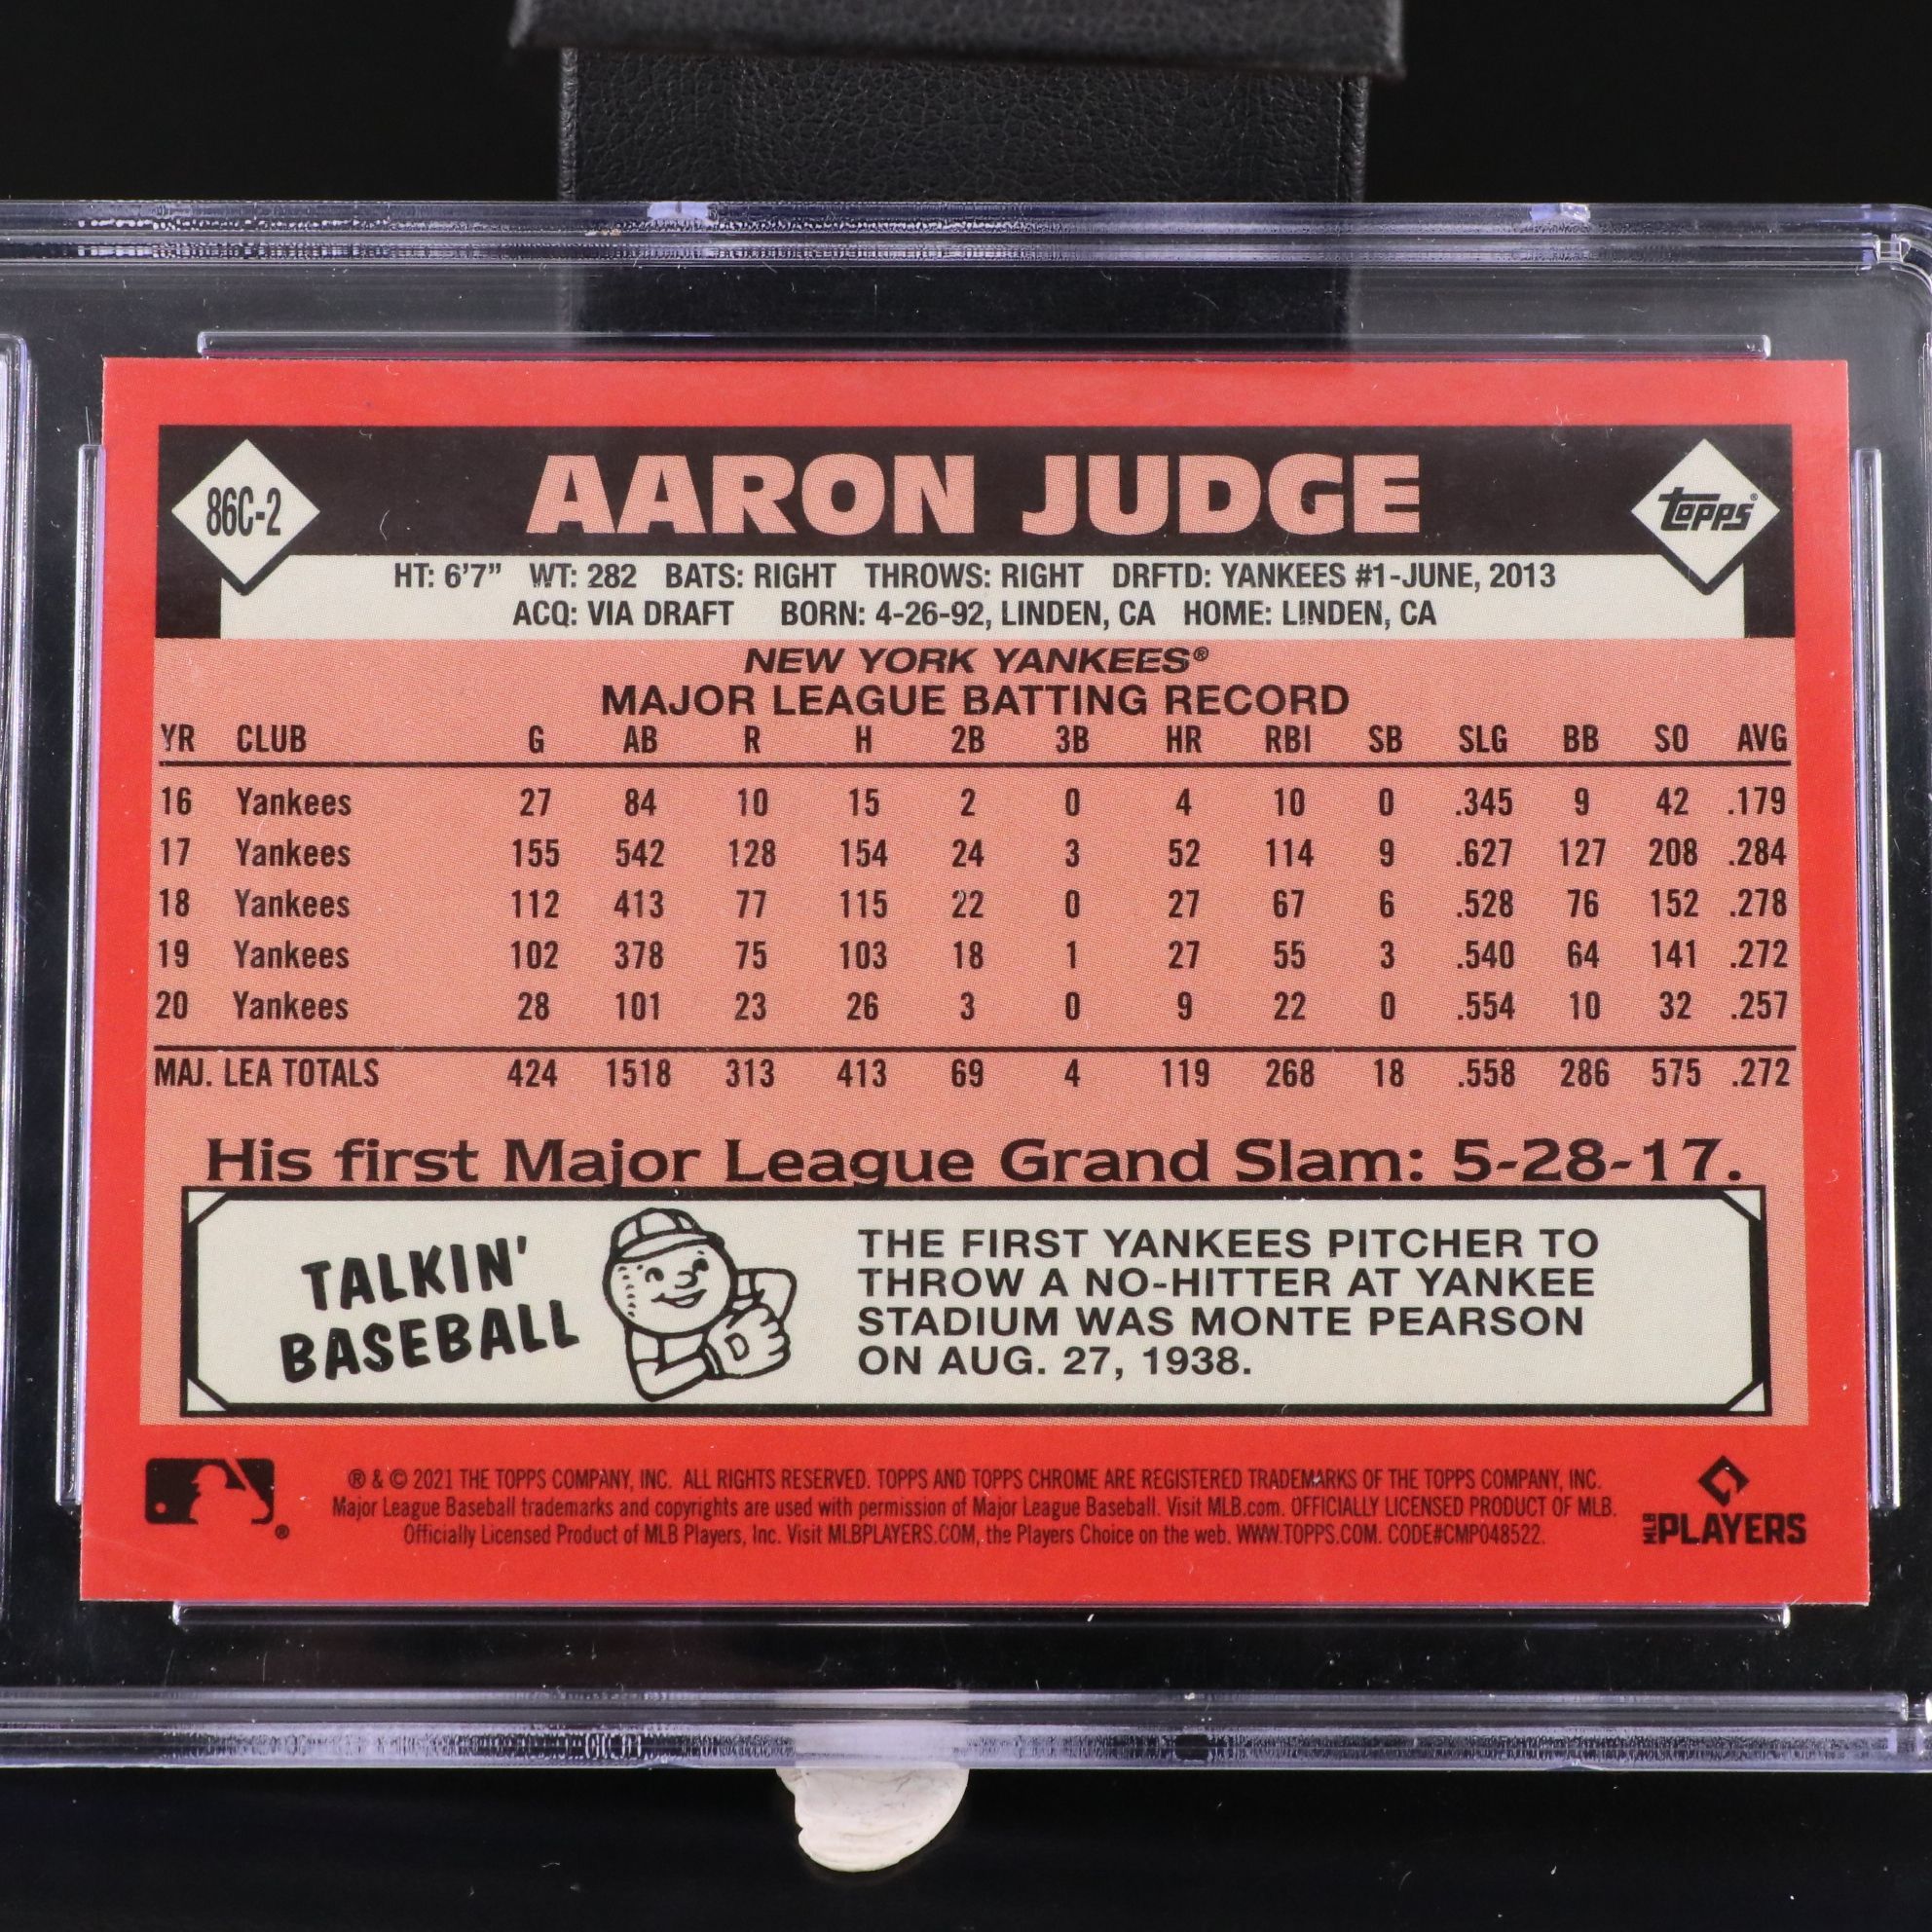 86C-2
AARON JUDGE
topps®
HT: 6'7" WT: 282 BATS: RIGHT THROWS: RIGHT DRFTD: YANKEES #1-JUNE, 2013
ACQ: VIA DRAFT BORN: 4-26-92, LINDEN, CA HOME: LINDEN, CA
NEW YORK YANKEES®
MAJOR LEAGUE BATTING RECORD
YR CLUB G AB R H 2B 3B HR RBI SB SLG BB SO AVG
16 Yankees 27 84 10 15 2 0 4 10 0 .345 9 42 .179
17 Yankees 155 542 128 154 24 3 52 114 9 .627 127 208 .284
18 Yankees 112 413 77 115 22 0 27 67 6 .528 76 152 .278
19 Yankees 102 378 75 103 18 1 27 55 3 .540 64 141 .272
20 Yankees 28 101 23 26 3 0 9 22 0 .554 10 32 .257
MAJ. LEA TOTALS 424 1518 313 413 69 4 119 268 18 .558 286 575 .272
His first Major League Grand Slam: 5-28-17.
TALKIN'
BASEBALL
THE FIRST YANKEES PITCHER TO
THROW A NO-HITTER AT YANKEE
STADIUM WAS MONTE PEARSON
ON AUG. 27, 1938.
® & © 2021 THE TOPPS COMPANY, INC. ALL RIGHTS RESERVED. TOPPS AND TOPPS CHROME ARE REGISTERED TRADEMARKS OF THE TOPPS COMPANY, INC.
Major League Baseball trademarks and copyrights are used with permission of Major League Baseball. Visit MLB.com. OFFICIALLY LICENSED PRODUCT OF MLB.
Officially Licensed Product of MLB Players, Inc. Visit MLBPLAYERS.COM, the Players Choice on the web. WWW.TOPPS.COM. CODE#CMP048522.
®
MLB PLAYERS